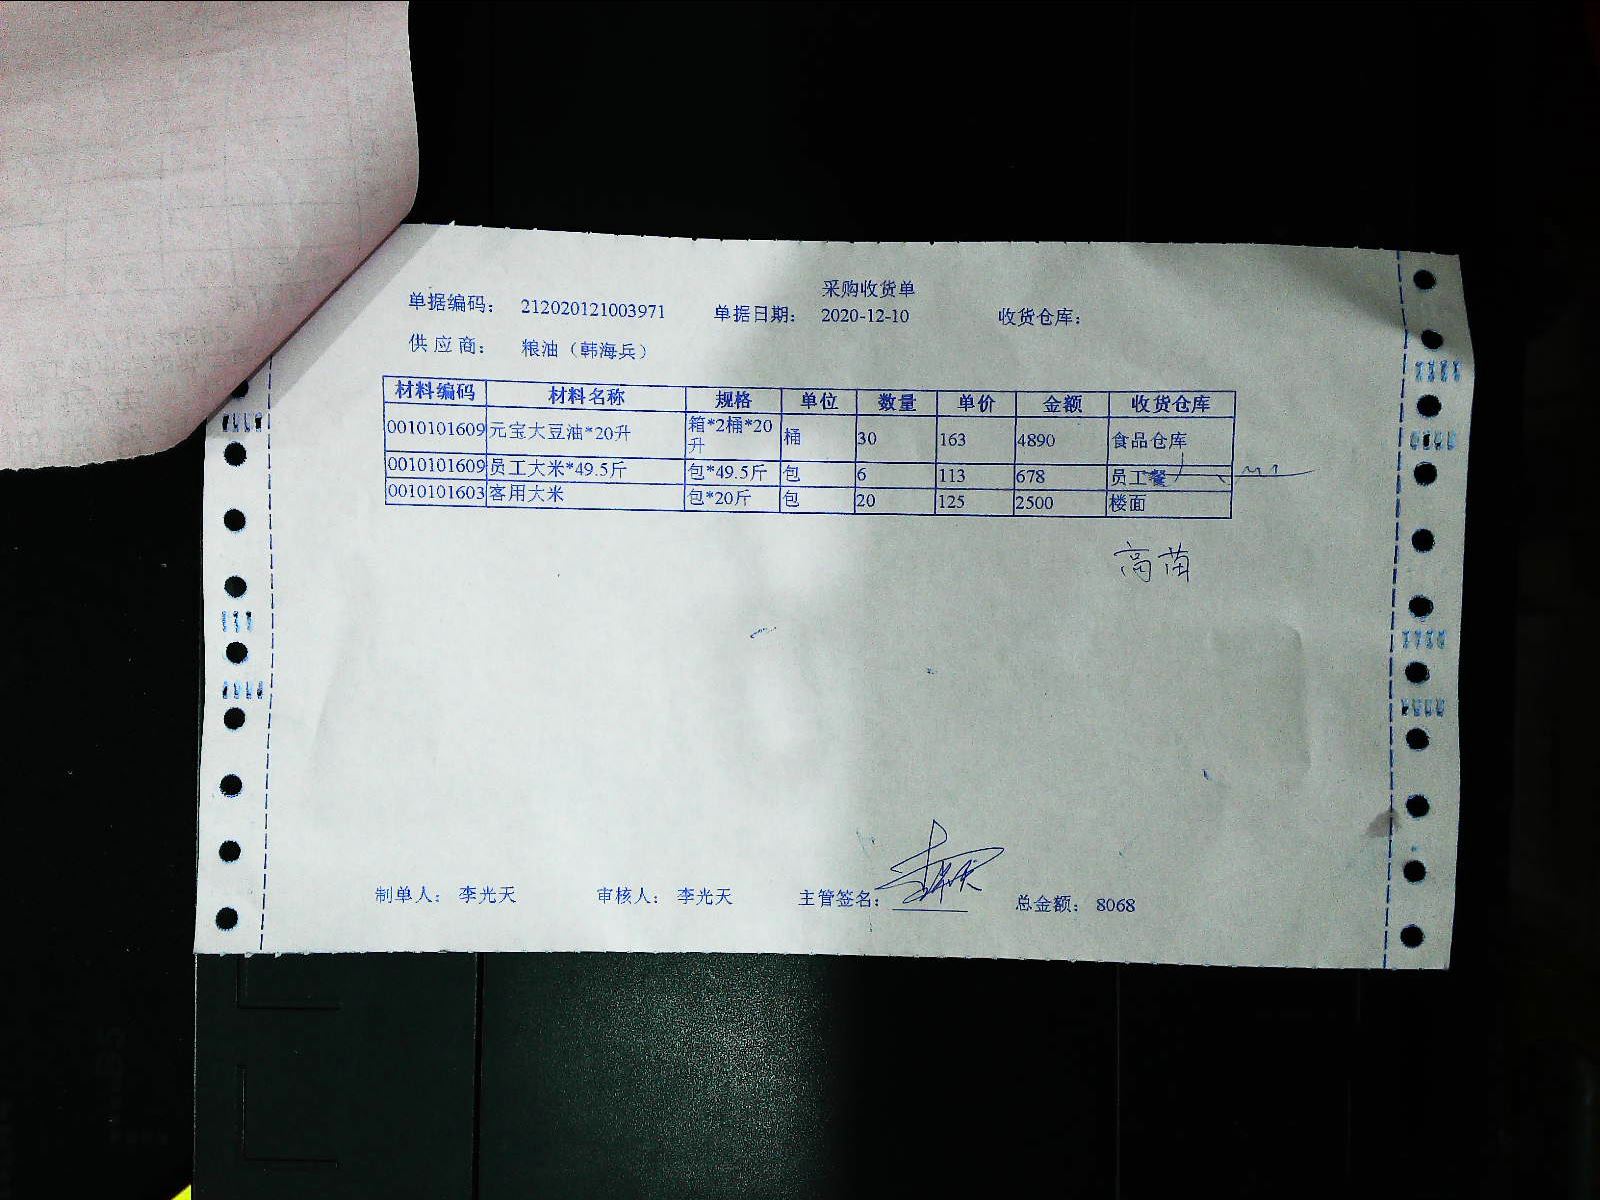 采购收货单
单据编码： 212020121003971 单据日期： 2020-12-10 收货仓库：
供 应 商： 粮油（韩海兵）
材料编码 材料名称 规格 单位 数量 单价 金额 收货仓库
0010101609 元宝大豆油*20升 箱*2桶*20升 桶 30 163 4890 食品仓库
0010101609 员工大米*49.5斤 包*49.5斤 包 6 113 678 员工餐
0010101603 客用大米 包*20斤 包 20 125 2500 楼面
高苗
制单人： 李光天 审核人： 李光天 主管签名： 总金额： 8068